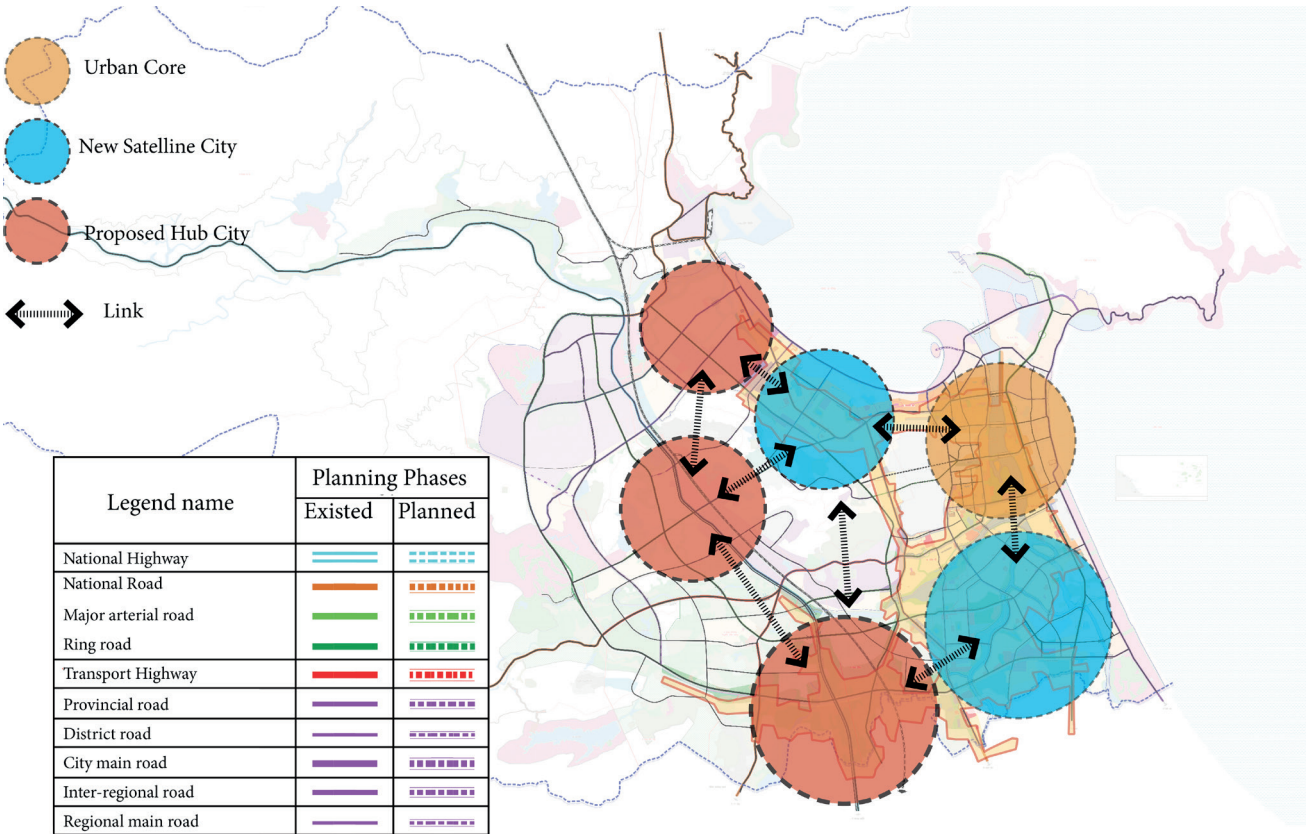 Urban Core
New Satelline City
Proposed Hub City
Link
Legend name
Planning Phases
Existed
Planned
National Highway
National Road
Major arterial road
Ring road
Transport Highway
Provincial road
District road
City main road
Inter-regional road
Regional main road